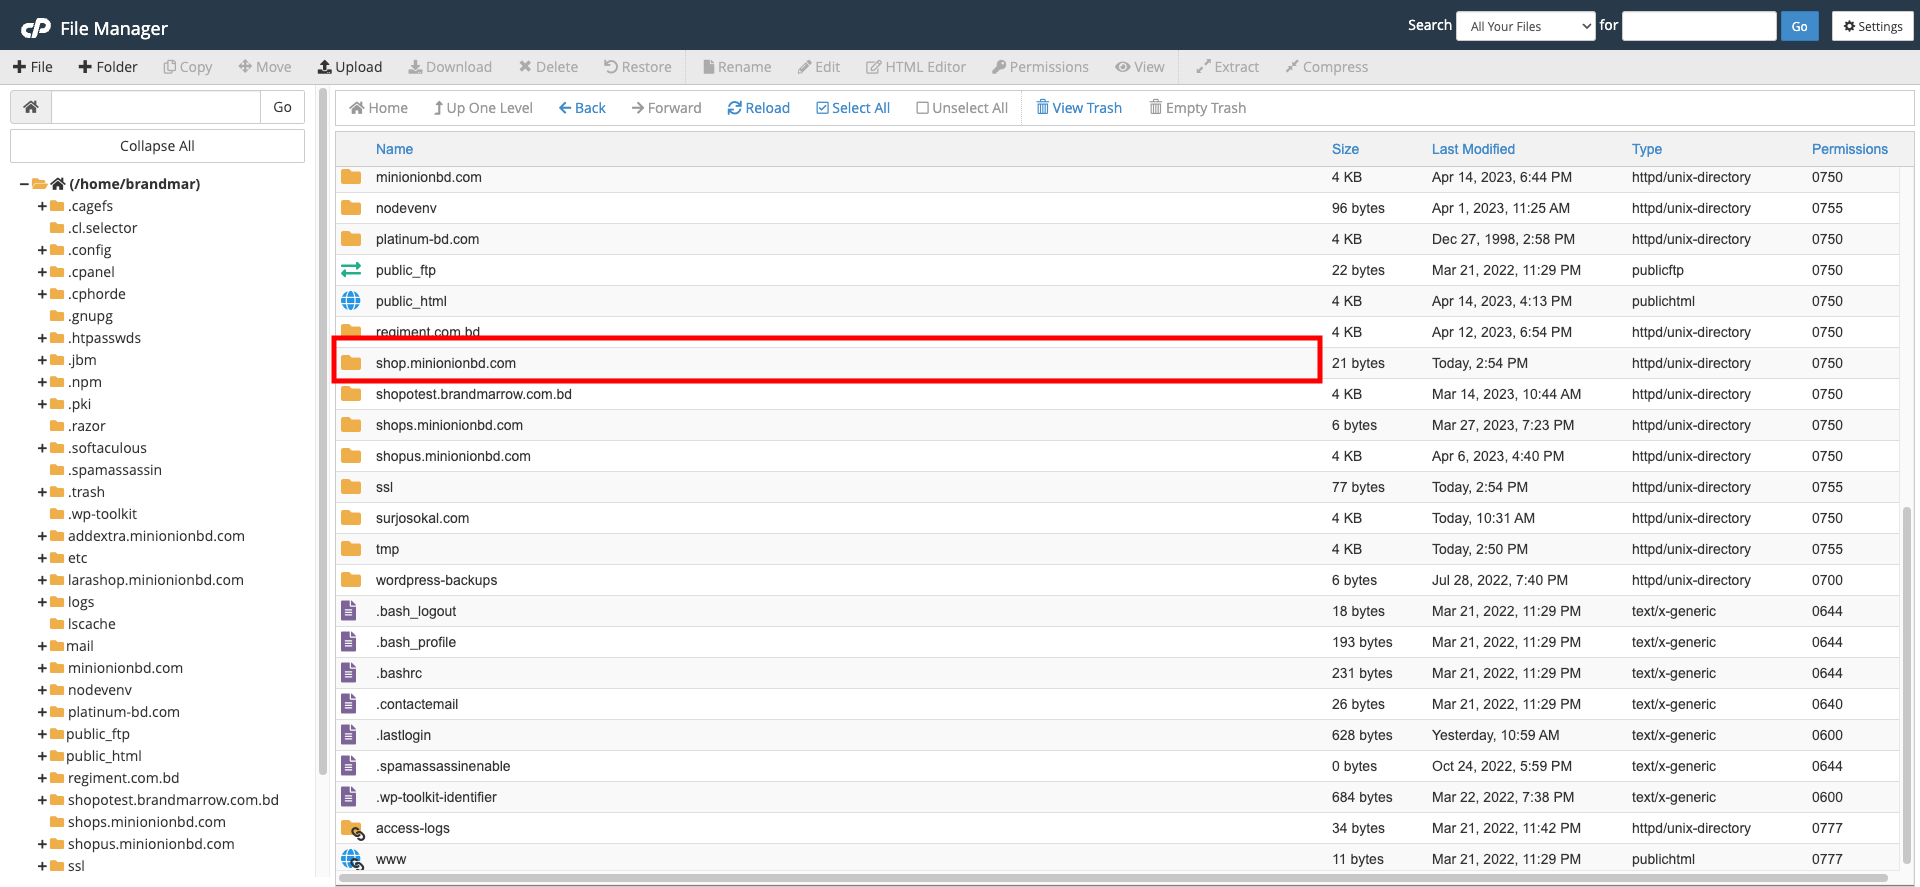 cP File Manager
Search All Your Files for Go Settings
File Folder Copy Move Upload Download Delete Restore Rename Edit HTML Editor Permissions View Extract Compress
Go
Collapse All
(/home/brandmar)
.cagefs
.cl.selector
.config
.cpanel
.cphorde
.gnupg
.htpasswds
.jbm
.npm
.pki
.razor
.softaculous
.spamassassin
.trash
.wp-toolkit
addextra.minionionbd.com
etc
larashop.minionionbd.com
logs
lscache
mail
minionionbd.com
nodevenv
platinum-bd.com
public_ftp
public_html
regiment.com.bd
shopotest.brandmarrow.com.bd
shops.minionionbd.com
shopus.minionionbd.com
ssl
Home Up One Level Back Forward Reload Select All Unselect All View Trash Empty Trash
Name Size Last Modified Type Permissions
minionionbd.com 4 KB Apr 14, 2023, 6:44 PM httpd/unix-directory 0750
nodevenv 96 bytes Apr 1, 2023, 11:25 AM httpd/unix-directory 0755
platinum-bd.com 4 KB Dec 27, 1998, 2:58 PM httpd/unix-directory 0750
public_ftp 22 bytes Mar 21, 2022, 11:29 PM publicftp 0750
public_html 4 KB Apr 14, 2023, 4:13 PM publichtml 0750
regiment.com.bd 4 KB Apr 12, 2023, 6:54 PM httpd/unix-directory 0750
shop.minionionbd.com 21 bytes Today, 2:54 PM httpd/unix-directory 0750
shopotest.brandmarrow.com.bd 4 KB Mar 14, 2023, 10:44 AM httpd/unix-directory 0750
shops.minionionbd.com 6 bytes Mar 27, 2023, 7:23 PM httpd/unix-directory 0750
shopus.minionionbd.com 4 KB Apr 6, 2023, 4:40 PM httpd/unix-directory 0750
ssl 77 bytes Today, 2:54 PM httpd/unix-directory 0755
surjosokal.com 4 KB Today, 10:31 AM httpd/unix-directory 0750
tmp 4 KB Today, 2:50 PM httpd/unix-directory 0755
wordpress-backups 6 bytes Jul 28, 2022, 7:40 PM httpd/unix-directory 0700
.bash_logout 18 bytes Mar 21, 2022, 11:29 PM text/x-generic 0644
.bash_profile 193 bytes Mar 21, 2022, 11:29 PM text/x-generic 0644
.bashrc 231 bytes Mar 21, 2022, 11:29 PM text/x-generic 0644
.contactemail 26 bytes Mar 21, 2022, 11:29 PM text/x-generic 0640
.lastlogin 628 bytes Yesterday, 10:59 AM text/x-generic 0600
.spamassassinenable 0 bytes Oct 24, 2022, 5:59 PM text/x-generic 0644
.wp-toolkit-identifier 684 bytes Mar 22, 2022, 7:38 PM text/x-generic 0600
access-logs 34 bytes Mar 21, 2022, 11:42 PM httpd/unix-directory 0777
www 11 bytes Mar 21, 2022, 11:29 PM publichtml 0777